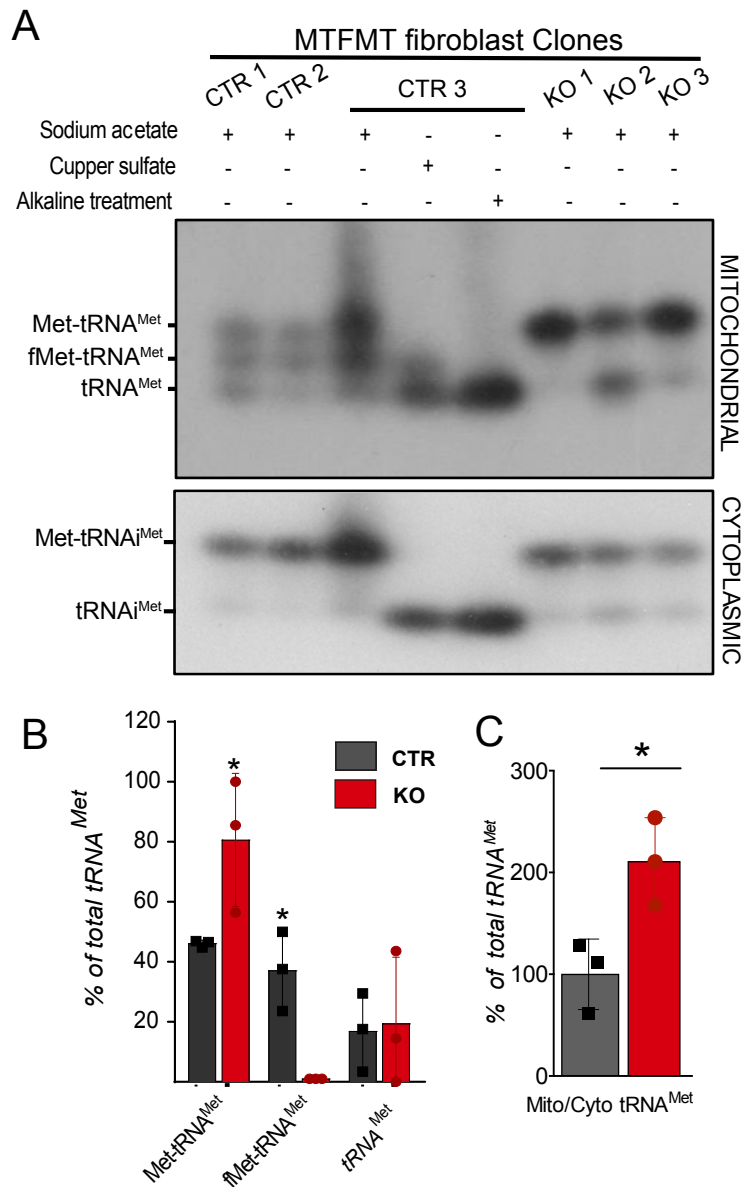 A
MTFMT fibroblast Clones
CTR 1 CTR 2 CTR 3 KO 1 KO 2 KO 3
Sodium acetate + + + - - + + +
Cupper sulfate - - - + - - - -
Alkaline treatment - - - - + - - -
Met-tRNAMet
fMet-tRNAMet
tRNAMet
MITOCHONDRIAL
Met-tRNAiMet
tRNAiMet
CYTOPLASMIC
B
% of total tRNAMet
120
100
80
60
40
20
CTR
KO
*
*
Met-tRNAMet
fMet-tRNAMet
tRNAMet
C
% of total tRNAMet
300
200
100
0
*
Mito/Cyto tRNAMet